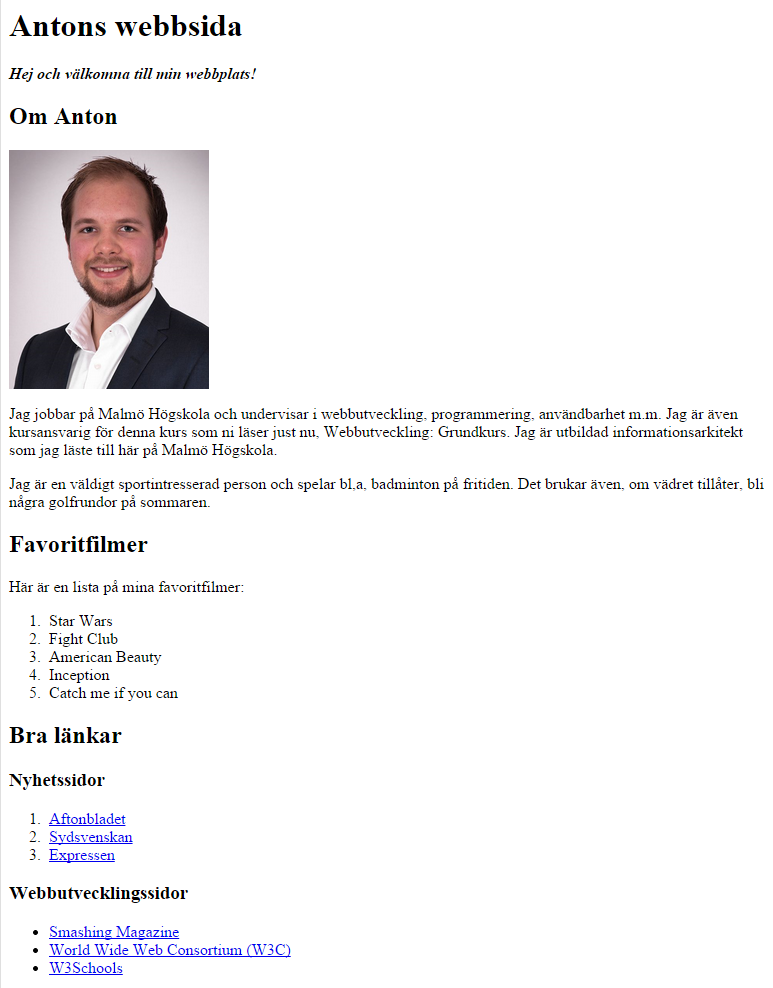 Antons webbsida
Hej och välkomna till min webbplats!
Om Anton
Jag jobbar på Malmö Högskola och undervisar i webbutveckling, programmering, användbarhet m.m. Jag är även
kursansvarig för denna kurs som ni läser just nu, Webbutveckling: Grundkurs. Jag är utbildad informationsarkitekt
som jag läste till här på Malmö Högskola.
Jag är en väldigt sportintresserad person och spelar bl,a, badminton på fritiden. Det brukar även, om vädret tillåter, bli
några golfrundor på sommaren.
Favoritfilmer
Här är en lista på mina favoritfilmer:
1. Star Wars
2. Fight Club
3. American Beauty
4. Inception
5. Catch me if you can
Bra länkar
Nyhetssidor
1. Aftonbladet
2. Sydsvenskan
3. Expressen
Webbutvecklingssidor
• Smashing Magazine
• World Wide Web Consortium (W3C)
• W3Schools